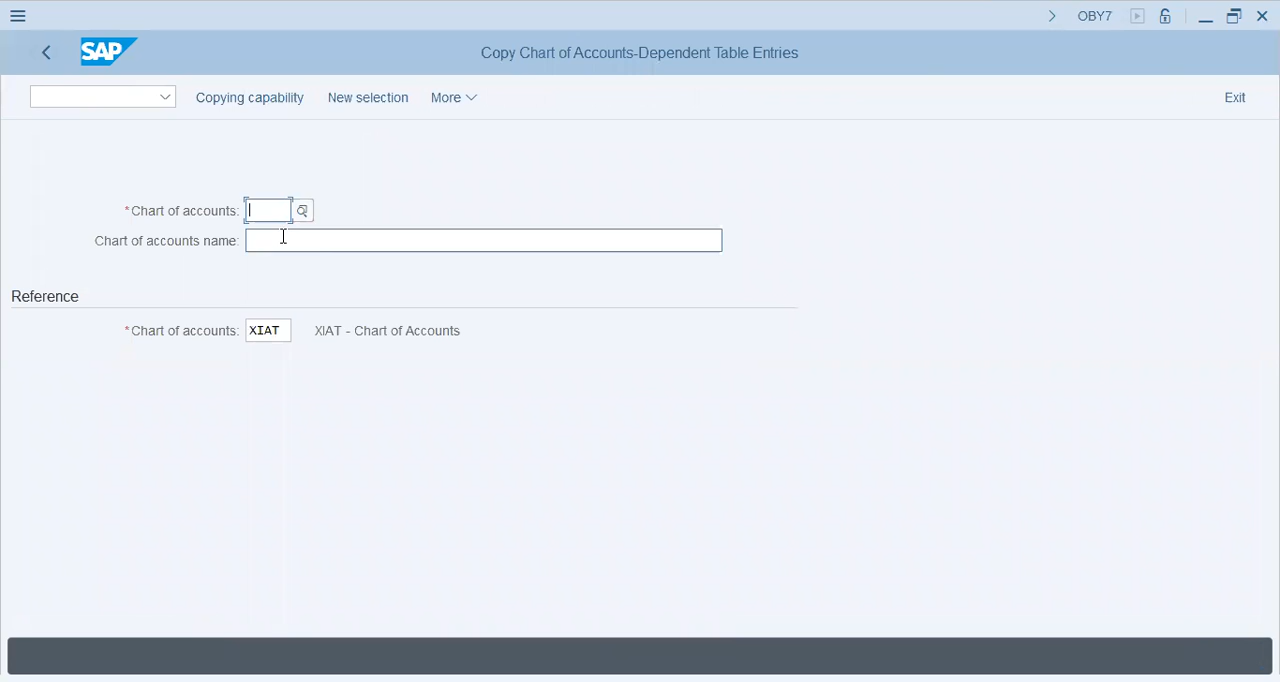 OBY7
SAP Copy Chart of Accounts-Dependent Table Entries
Copying capability New selection More Exit
*Chart of accounts:
Chart of accounts name:
Reference
*Chart of accounts: XIAT XIAT - Chart of Accounts